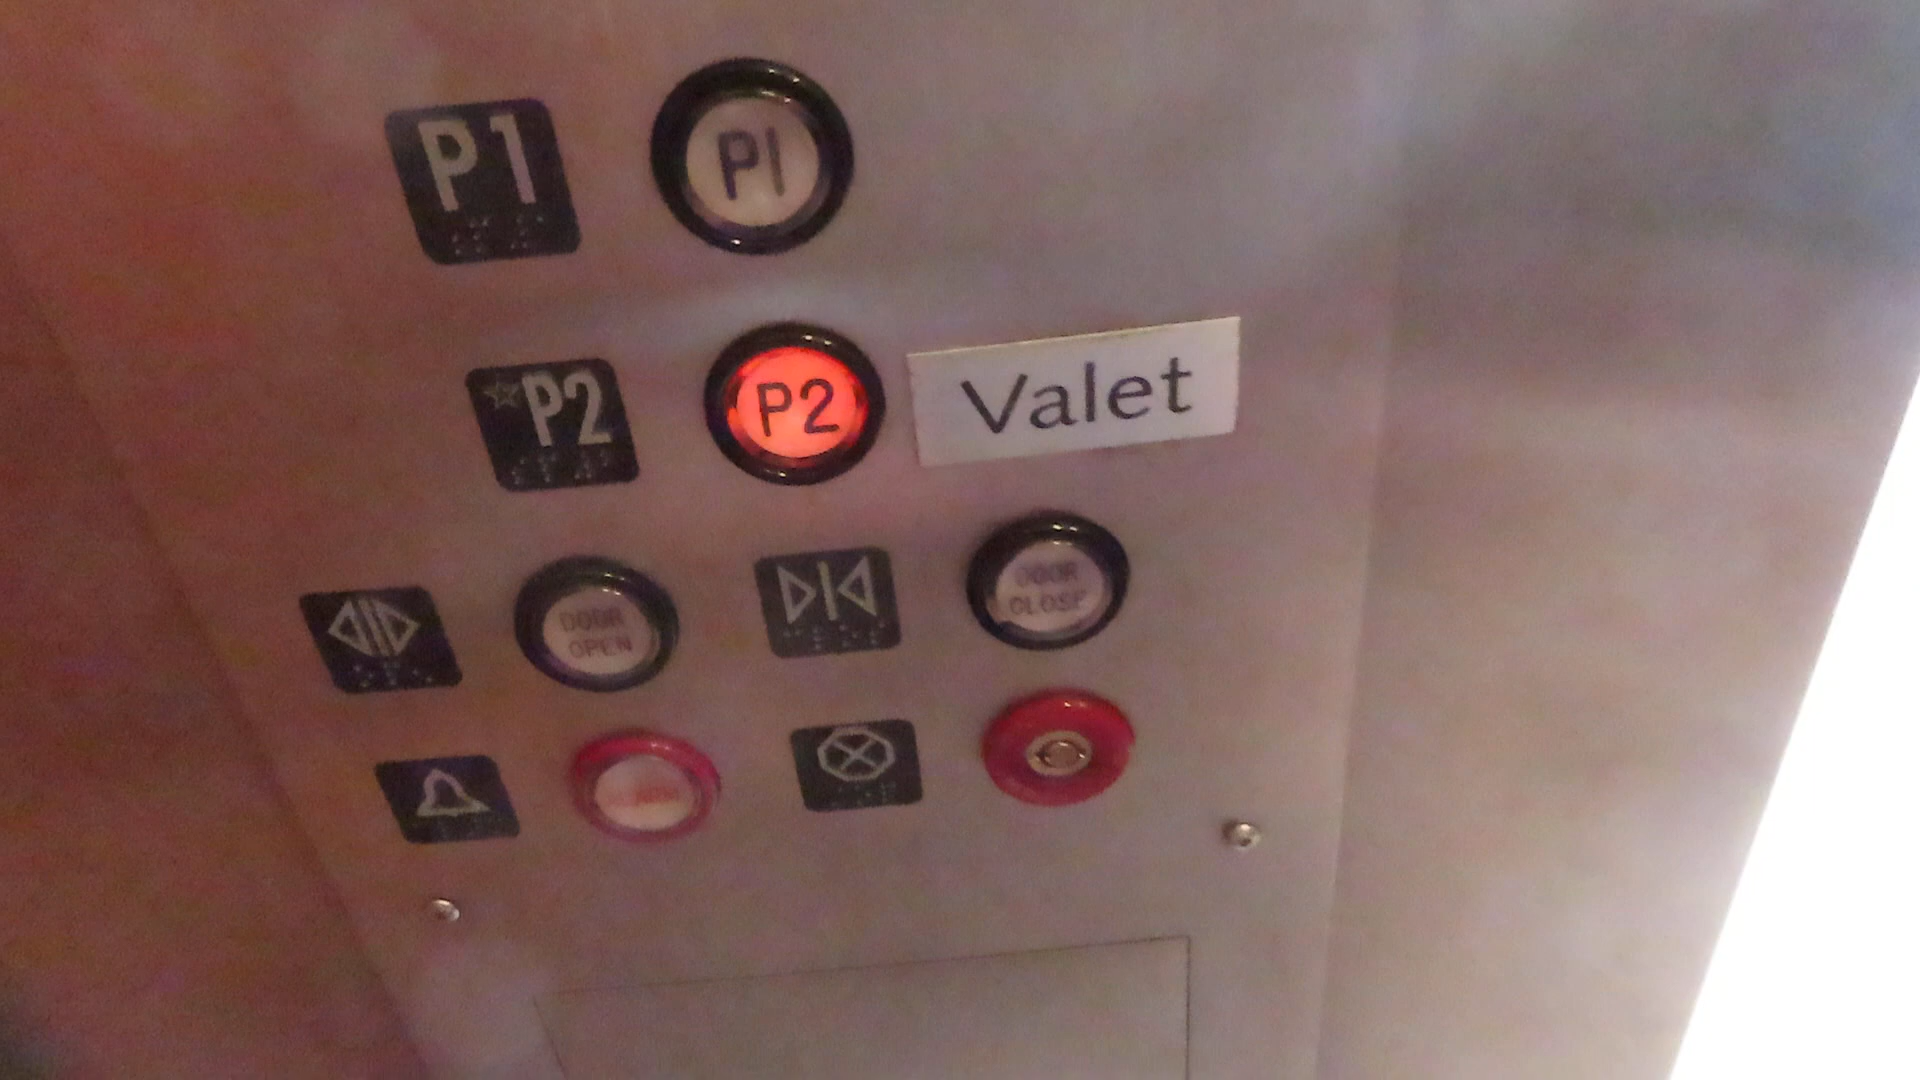 P1 P1
P2 P2 Valet
DOOR
OPEN
DOOR
CLOSE